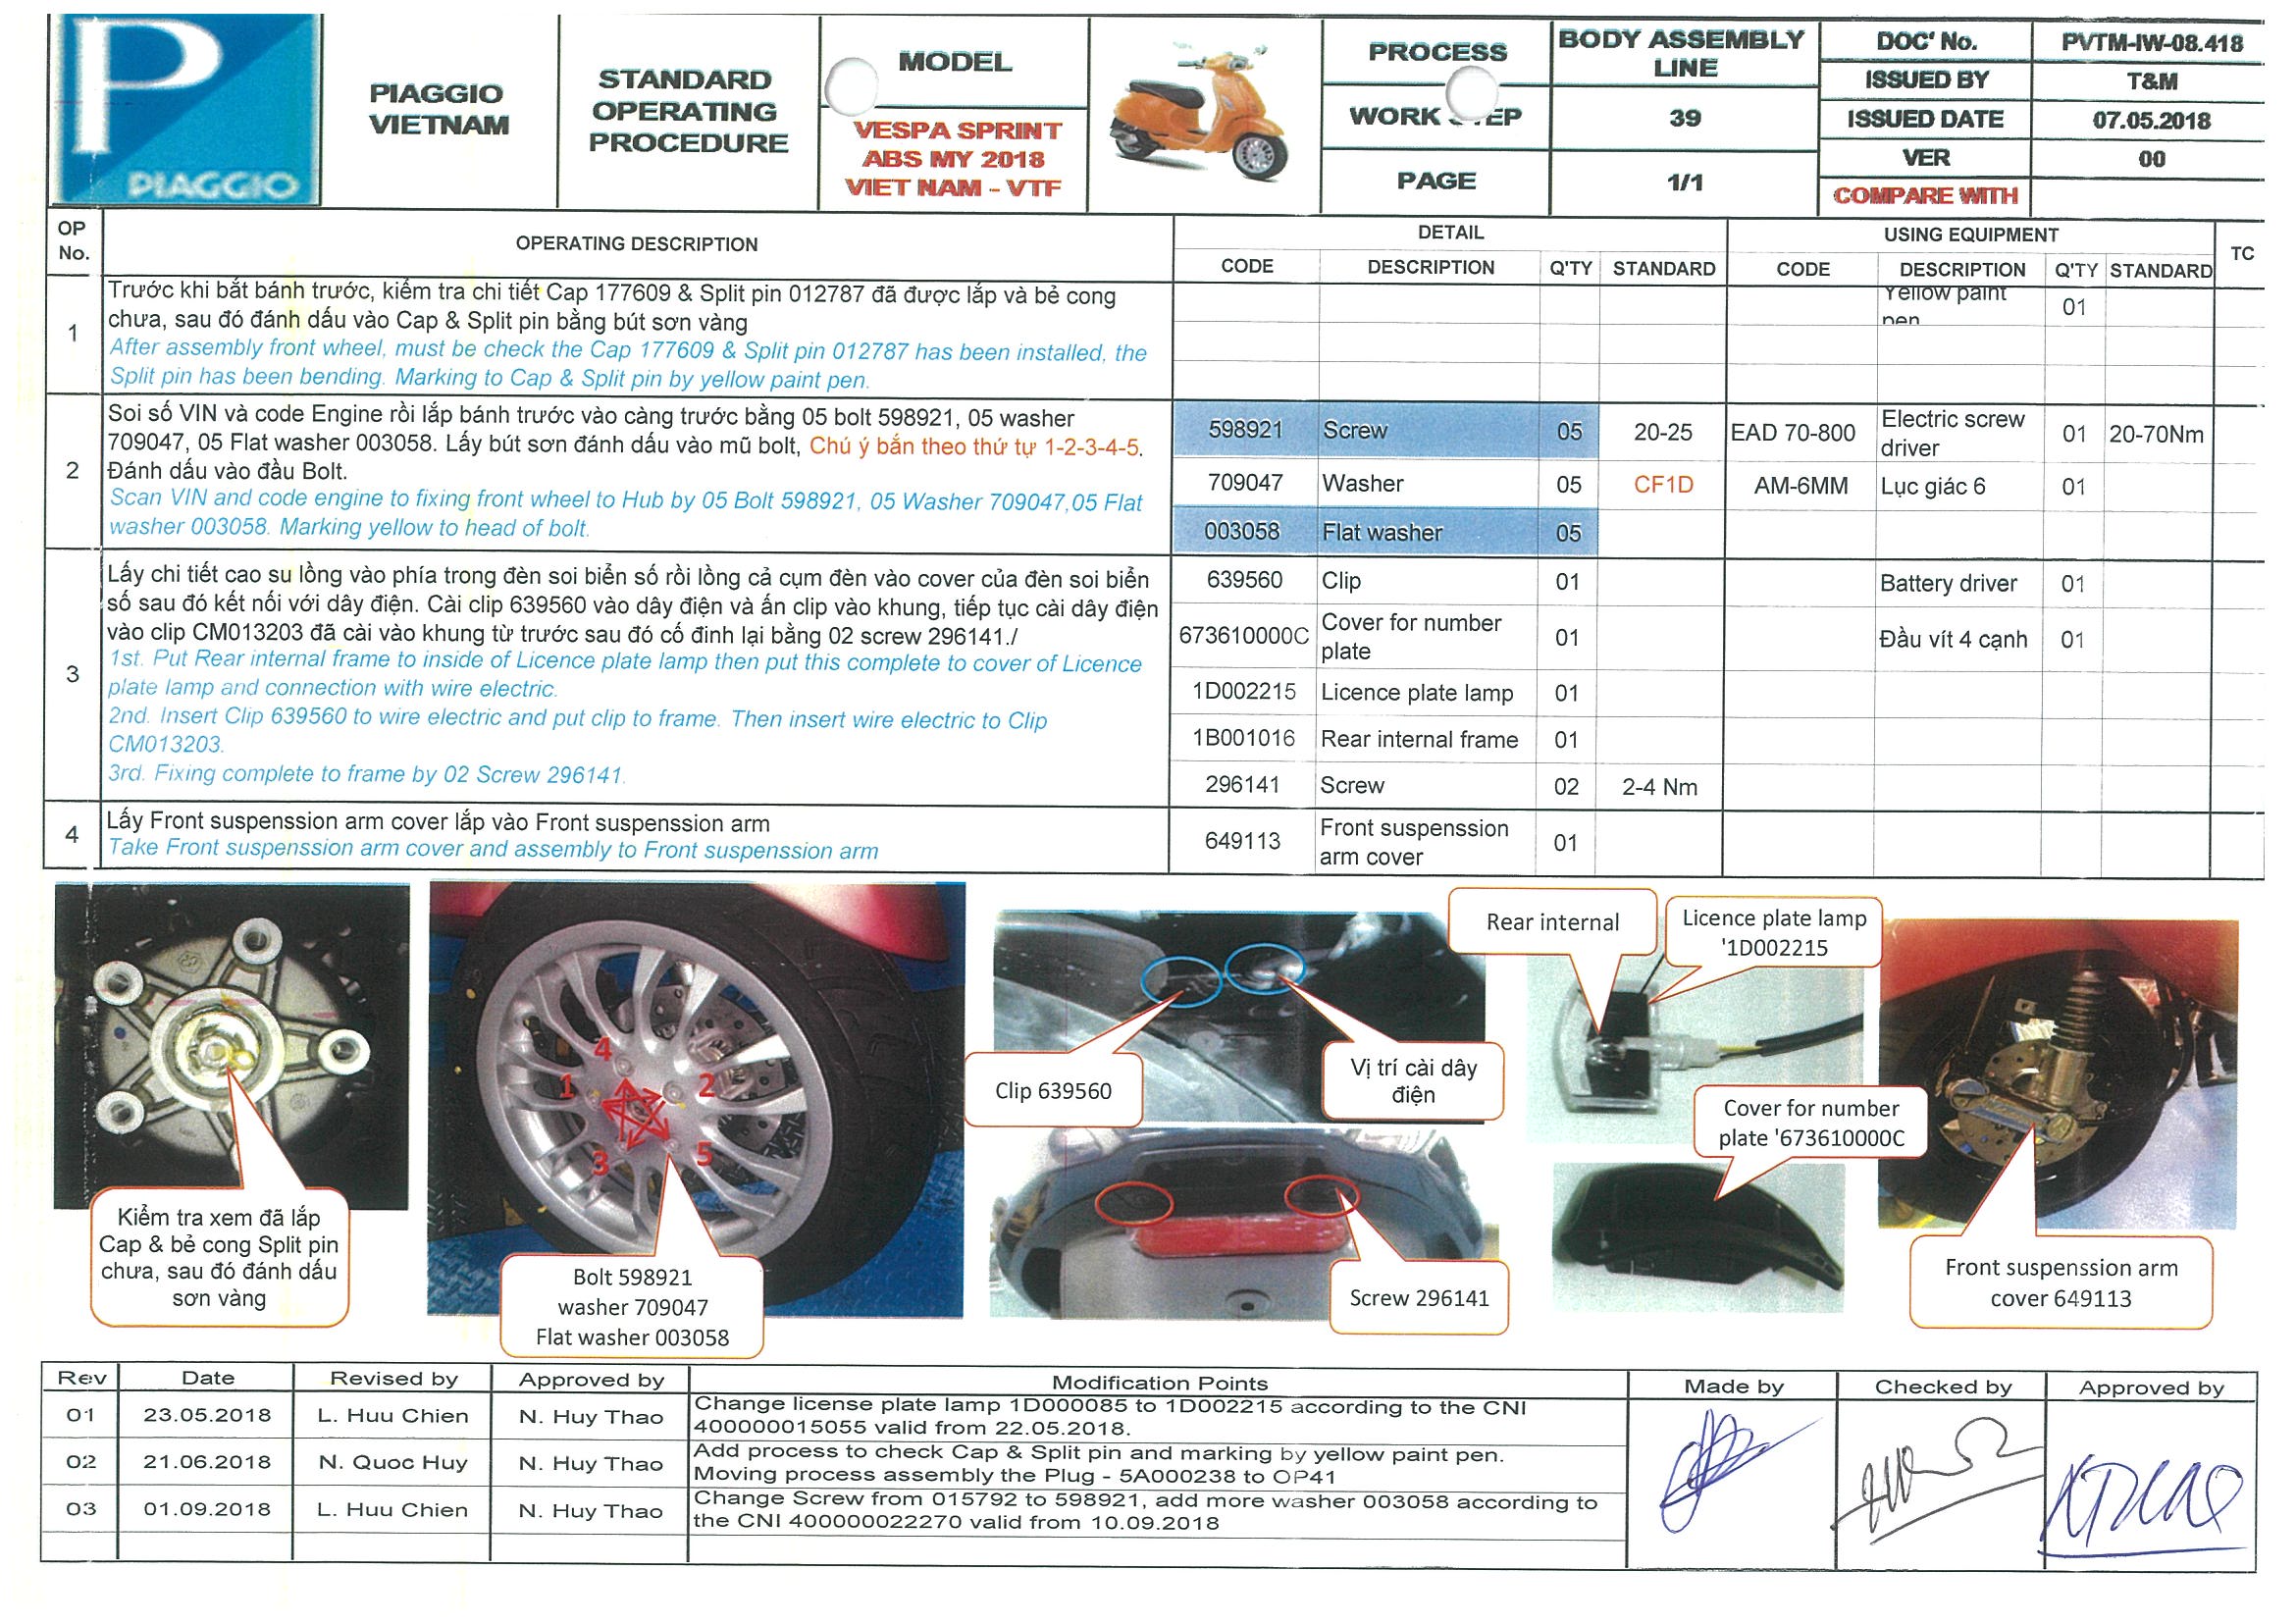 P
PIAGGIO
PIAGGIO
VIETNAM
STANDARD
OPERATING
PROCEDURE
MODEL
VESPA SPRINT
ABS MY 2018
VIET NAM - VTF
PROCESS
BODY ASSEMBLY
LINE
WORK EP
39
PAGE
1/1
DOC' No.
PVTM-IW-08.418
ISSUED BY
T&M
ISSUED DATE
07.05.2018
VER
00
COMPARE WITH
OP
No.
OPERATING DESCRIPTION
DETAIL
USING EQUIPMENT
TC
CODE DESCRIPTION Q'TY STANDARD CODE DESCRIPTION Q'TY STANDARD
1
Trước khi bắt bánh trước, kiểm tra chi tiết Cap 177609 & Split pin 012787 đã được lắp và bẻ cong
chưa, sau đó đánh dấu vào Cap & Split pin bằng bút sơn vàng
After assembly front wheel, must be check the Cap 177609 & Split pin 012787 has been installed, the
Split pin has been bending. Marking to Cap & Split pin by yellow paint pen.
Yellow paint
pen
01
2
Soi số VIN và code Engine rồi lắp bánh trước vào càng trước bằng 05 bolt 598921, 05 washer
709047, 05 Flat washer 003058. Lấy bút sơn đánh dấu vào mũ bolt, Chú ý bắn theo thứ tự 1-2-3-4-5.
Đánh dấu vào đầu Bolt.
Scan VIN and code engine to fixing front wheel to Hub by 05 Bolt 598921, 05 Washer 709047,05 Flat
washer 003058. Marking yellow to head of bolt.
598921 Screw 05 20-25 EAD 70-800 Electric screw
driver 01 20-70Nm
709047 Washer 05 CF1D AM-6MM Lục giác 6 01
003058 Flat washer 05
3
Lấy chi tiết cao su lồng vào phía trong đèn soi biển số rồi lồng cả cụm đèn vào cover của đèn soi biển
số sau đó kết nối với dây điện. Cài clip 639560 vào dây điện và ấn clip vào khung, tiếp tục cài dây điện
vào clip CM013203 đã cài vào khung từ trước sau đó cố đinh lại bằng 02 screw 296141./
1st. Put Rear internal frame to inside of Licence plate lamp then put this complete to cover of Licence
plate lamp and connection with wire electric.
2nd. Insert Clip 639560 to wire electric and put clip to frame. Then insert wire electric to Clip
CM013203.
3rd. Fixing complete to frame by 02 Screw 296141.
639560 Clip 01 Battery driver 01
673610000C Cover for number
plate 01 Đầu vít 4 cạnh 01
1D002215 Licence plate lamp 01
1B001016 Rear internal frame 01
296141 Screw 02 2-4 Nm
4
Lấy Front suspenssion arm cover lắp vào Front suspenssion arm
Take Front suspenssion arm cover and assembly to Front suspenssion arm
649113 Front suspenssion
arm cover 01
Kiểm tra xem đã lắp
Cap & bẻ cong Split pin
chưa, sau đó đánh dấu
sơn vàng
4
1
2
3
5
Bolt 598921
washer 709047
Flat washer 003058
Clip 639560
Vị trí cài dây
điện
Screw 296141
Rear internal
Licence plate lamp
'1D002215
Cover for number
plate '673610000C
Front suspenssion arm
cover 649113
Rev Date Revised by Approved by Modification Points Made by Checked by Approved by
01 23.05.2018 L. Huu Chien N. Huy Thao Change license plate lamp 1D000085 to 1D002215 according to the CNI
400000015055 valid from 22.05.2018.
02 21.06.2018 N. Quoc Huy N. Huy Thao Add process to check Cap & Split pin and marking by yellow paint pen.
Moving process assembly the Plug - 5A000238 to OP41
03 01.09.2018 L. Huu Chien N. Huy Thao Change Screw from 015792 to 598921, add more washer 003058 according to
the CNI 400000022270 valid from 10.09.2018